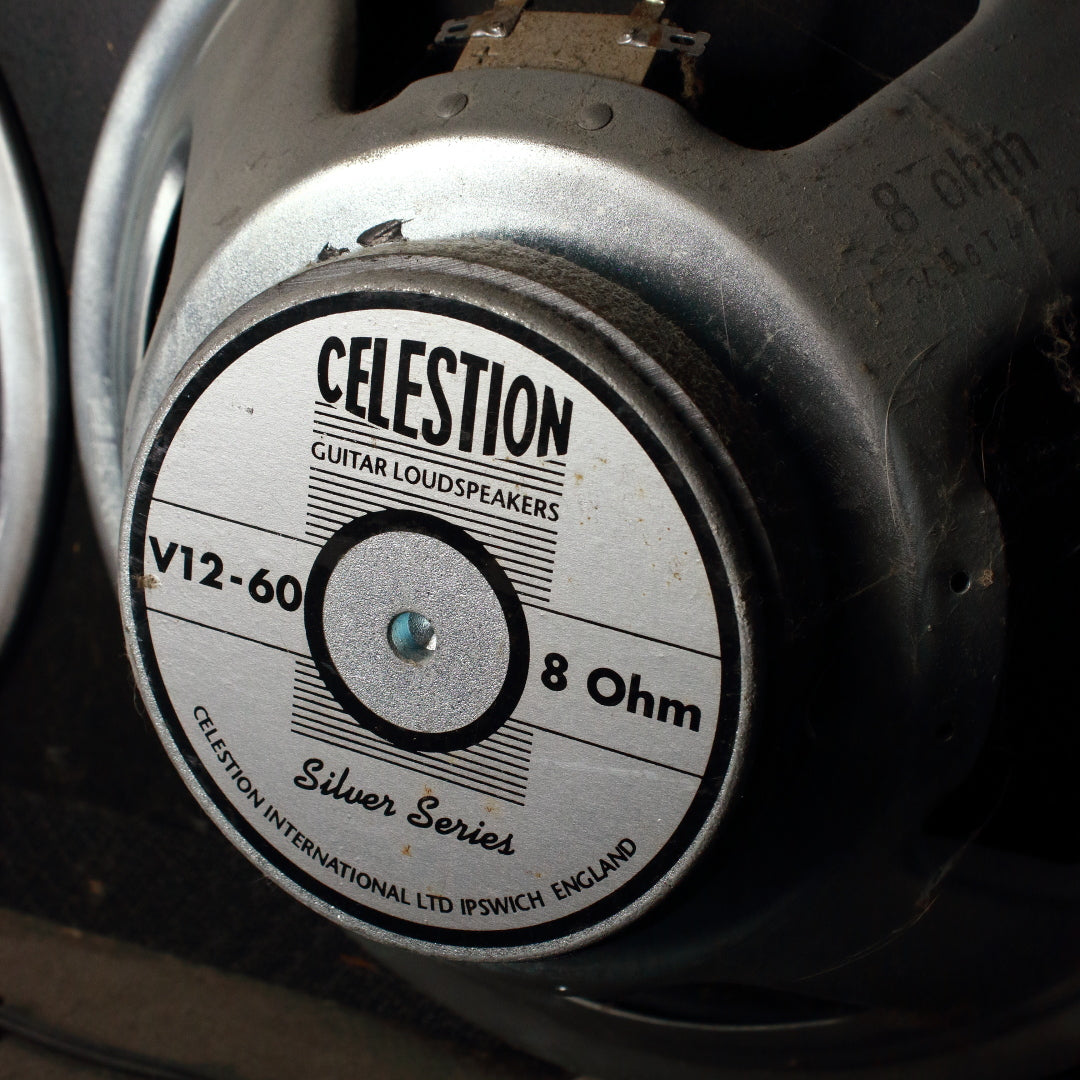 8 ohm
CELESTION
GUITAR LOUDSPEAKERS
V12-60
8 Ohm
Silver Series
CELESTION INTERNATIONAL LTD IPSWICH ENGLAND